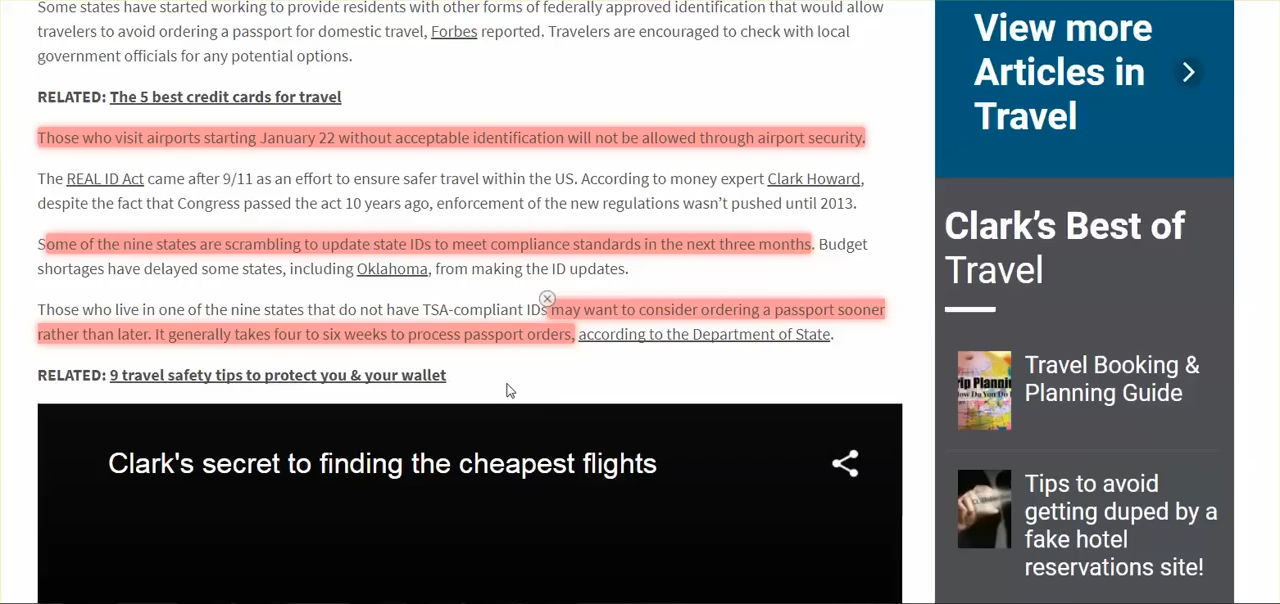 Some states have started working to provide residents with other forms of federally approved identification that would allow
travelers to avoid ordering a passport for domestic travel, Forbes reported. Travelers are encouraged to check with local
government officials for any potential options.
RELATED: The 5 best credit cards for travel
Those who visit airports starting January 22 without acceptable identification will not be allowed through airport security.
The REAL ID Act came after 9/11 as an effort to ensure safer travel within the US. According to money expert Clark Howard,
despite the fact that Congress passed the act 10 years ago, enforcement of the new regulations wasn't pushed until 2013.
Some of the nine states are scrambling to update state IDs to meet compliance standards in the next three months. Budget
shortages have delayed some states, including Oklahoma, from making the ID updates.
Those who live in one of the nine states that do not have TSA-compliant IDs may want to consider ordering a passport sooner
rather than later. It generally takes four to six weeks to process passport orders, according to the Department of State.
RELATED: 9 travel safety tips to protect you & your wallet
Clark's secret to finding the cheapest flights
View more
Articles in
Travel
Clark's Best of
Travel
Travel Booking &
Planning Guide
Tips to avoid
getting duped by a
fake hotel
reservations site!